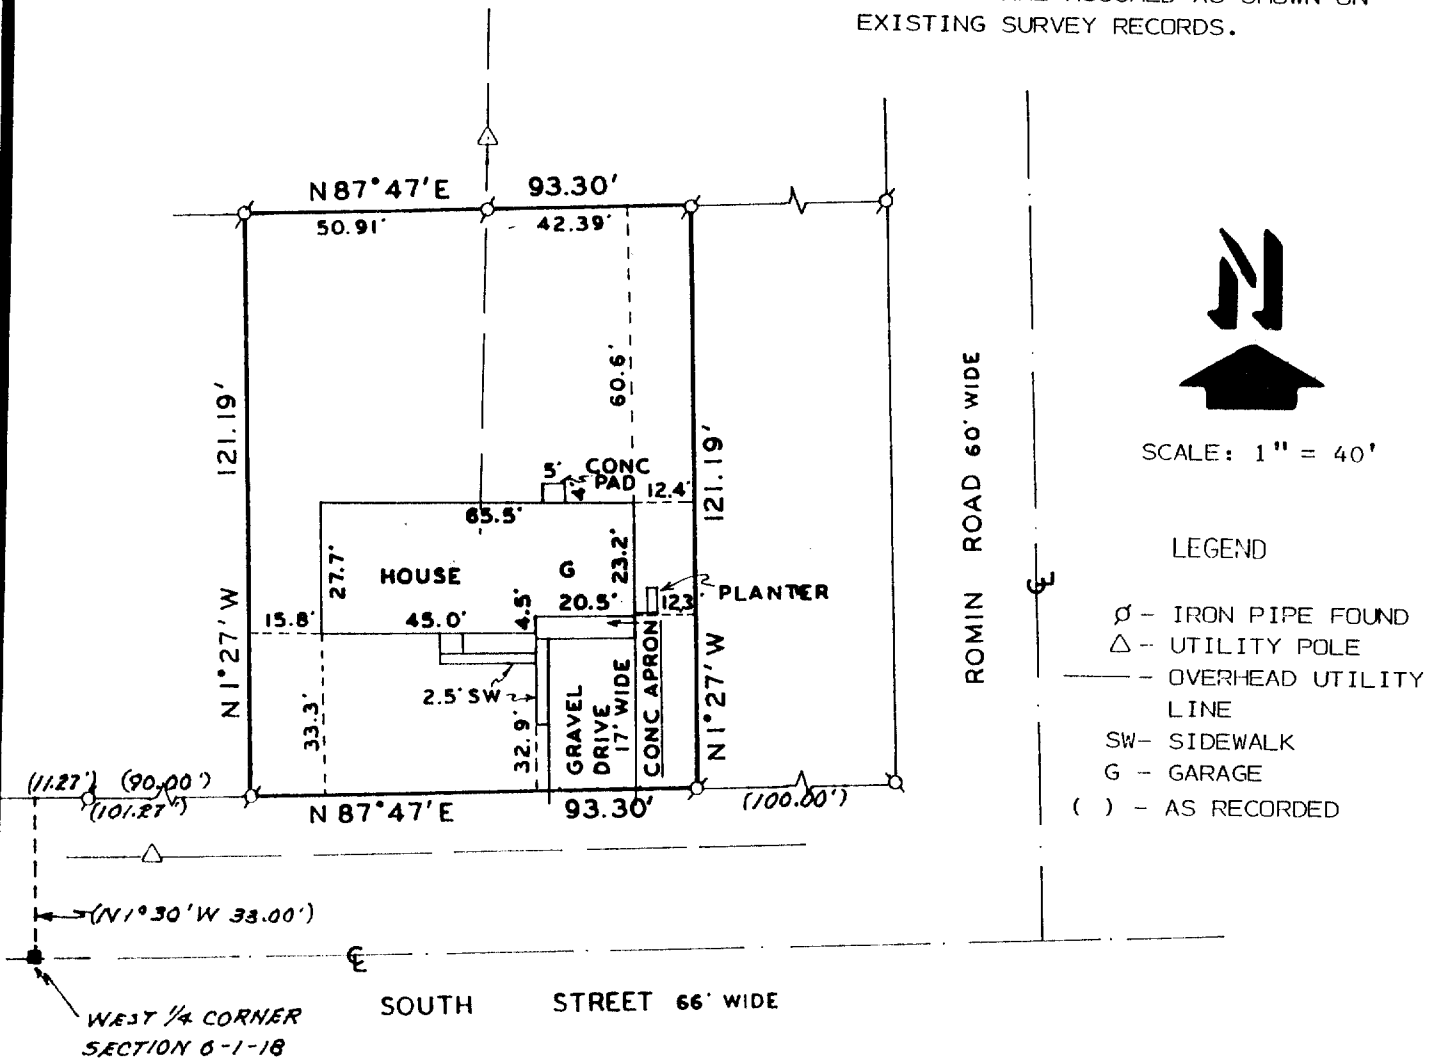 EXISTING SURVEY RECORDS.
N 87°47'E 93.30'
50.91' 42.39'
121.19'
60.6'
121.19'
5' CONC
4' PAD
12.4'
65.5'
27.7'
HOUSE
G
23.2'
PLANTER
15.8'
45.0'
4.5'
20.5'
12.3'
N 1°27' W
33.3'
2.5' SW
32.9'
GRAVEL
DRIVE
17' WIDE
CONC APRON
N 1°27' W
(11.27') (90.00')
(101.27')
N 87°47'E 93.30'
(100.00')
(N1°30'W 33.00')
WEST 1/4 CORNER
SECTION 6-1-18
SOUTH STREET 66' WIDE
ROMIN ROAD 60' WIDE
N
SCALE: 1" = 40'
LEGEND
- IRON PIPE FOUND
△ - UTILITY POLE
- OVERHEAD UTILITY
LINE
SW- SIDEWALK
G - GARAGE
( ) - AS RECORDED